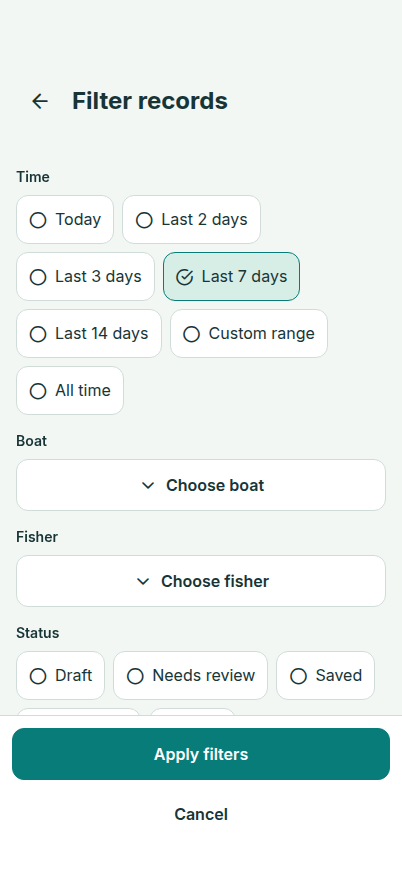 Filter records
Time
Today
Last 2 days
Last 3 days
Last 7 days
Last 14 days
Custom range
All time
Boat
Choose boat
Fisher
Choose fisher
Status
Draft
Needs review
Saved
Apply filters
Cancel